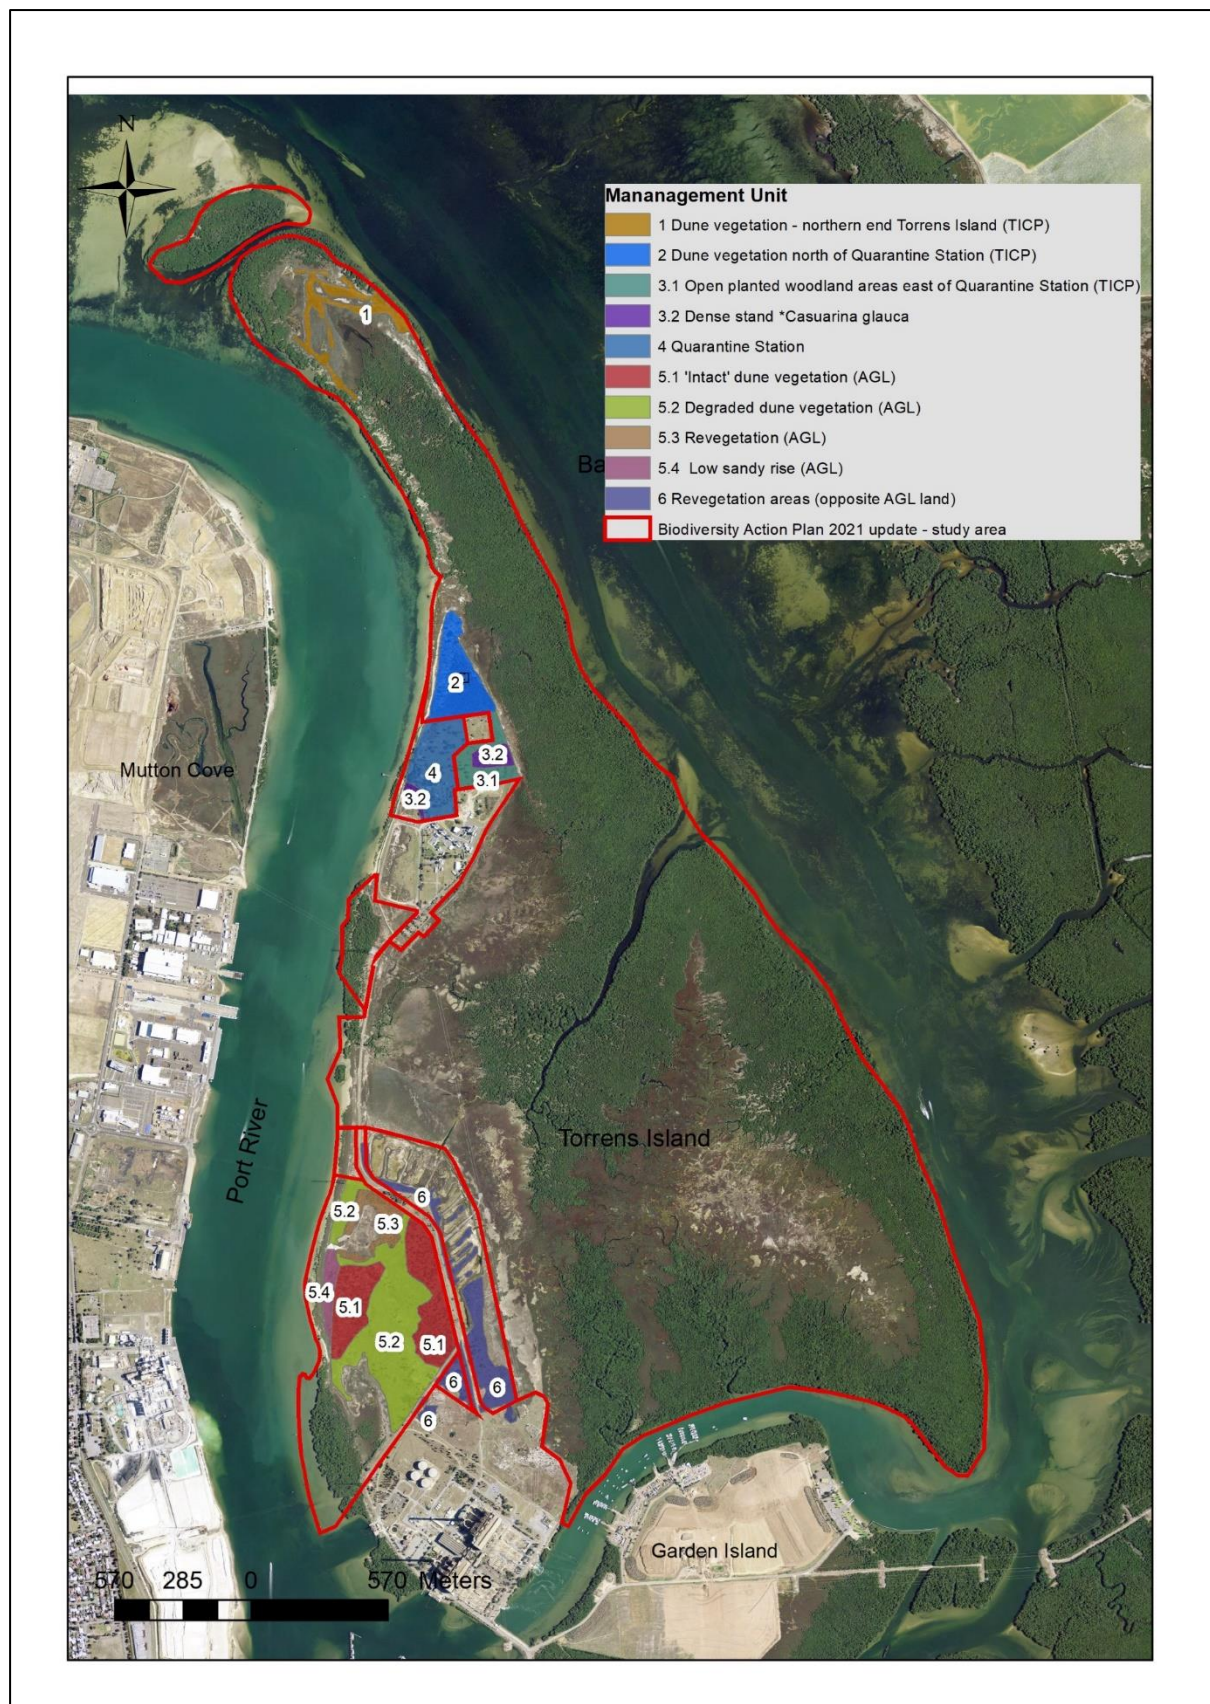 N
Mananagement Unit
1 Dune vegetation - northern end Torrens Island (TICP)
2 Dune vegetation north of Quarantine Station (TICP)
3.1 Open planted woodland areas east of Quarantine Station (TICP)
3.2 Dense stand *Casuarina glauca
4 Quarantine Station
5.1 'Intact' dune vegetation (AGL)
5.2 Degraded dune vegetation (AGL)
5.3 Revegetation (AGL)
5.4 Low sandy rise (AGL)
6 Revegetation areas (opposite AGL land)
Biodiversity Action Plan 2021 update - study area
1
Ba
2
3.2
Mutton Cove
4
3.1
3.2
Port River
Torrens Island
6
5.2
5.3
5.4
5.1
5.2
5.1
6
6
6
Garden Island
570 285 0 570 Meters